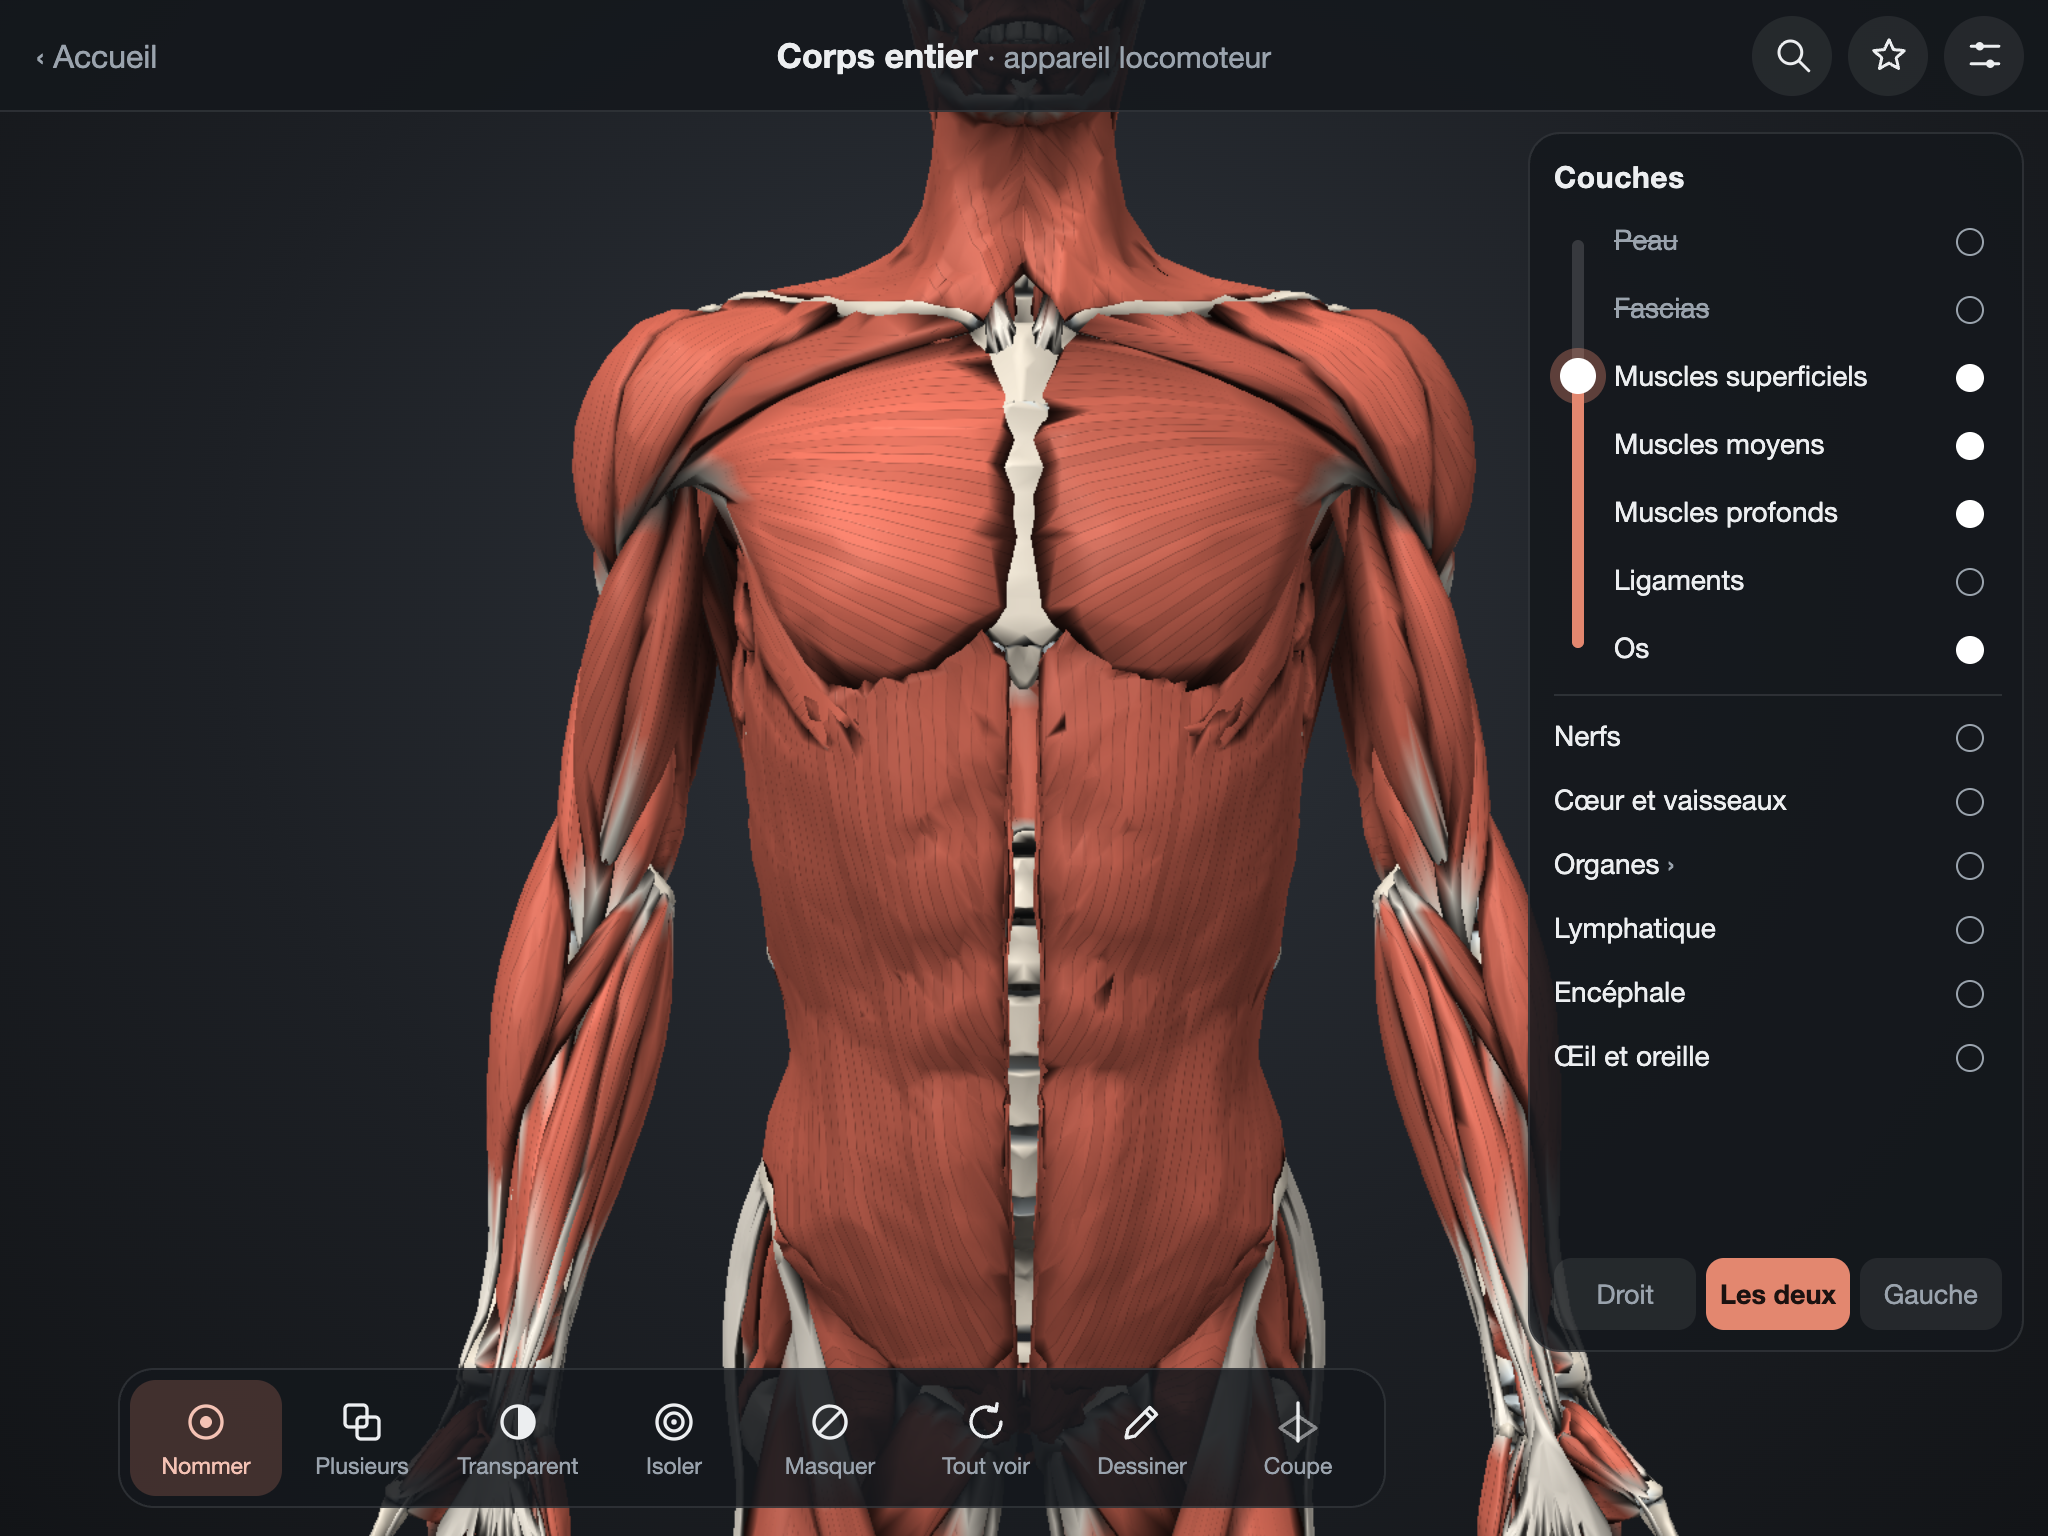 ‹ Accueil
Corps entier · appareil locomoteur
Couches
Peau
Fascias
Muscles superficiels
Muscles moyens
Muscles profonds
Ligaments
Os
Nerfs
Cœur et vaisseaux
Organes ›
Lymphatique
Encéphale
Œil et oreille
Droit
Les deux
Gauche
Nommer
Plusieurs
Transparent
Isoler
Masquer
Tout voir
Dessiner
Coupe